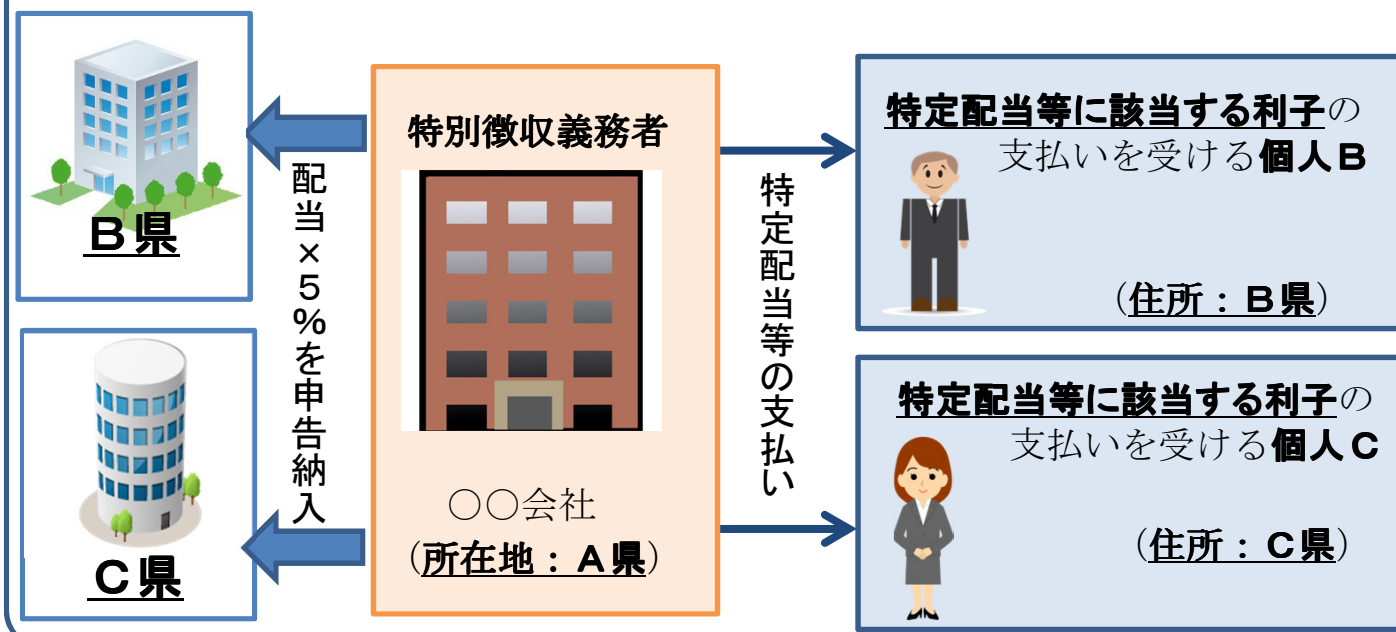 B県
C県
配当×5%を申告納入
特別徴収義務者
〇〇会社
(所在地:A県)
特定配当等の支払い
特定配当等に該当する利子の
支払いを受ける個人B
(住所:B県)
特定配当等に該当する利子の
支払いを受ける個人C
(住所:C県)